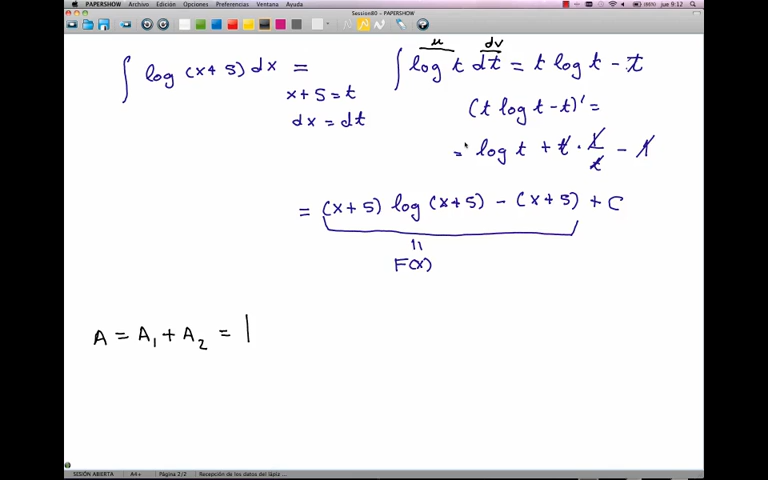 Session80 — PAPERSHOW
PAPERSHOW Archivo Edición Opciones Preferencias Ventana Ayuda
jue 9:12
u dv
∫ log (x+5) dx = ∫ log t dt = t log t - t
x+5 = t
dx = dt
(t log t - t)' =
= log t + t · 1/t - 1
= (x+5) log (x+5) - (x+5) + C
11
F(x)
A = A₁ + A₂ = |
SESIÓN ABIERTA A4+ Página 2/2 Recepción de los datos del lápiz ...